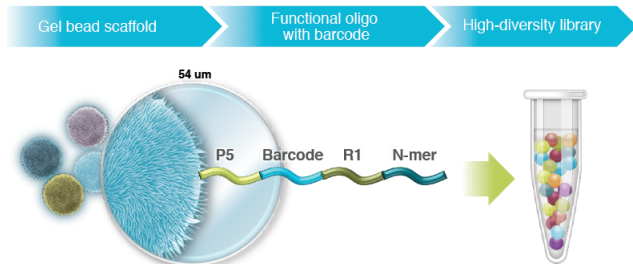 Gel bead scaffold
Functional oligo
with barcode
High-diversity library
54 um
P5
Barcode
R1
N-mer